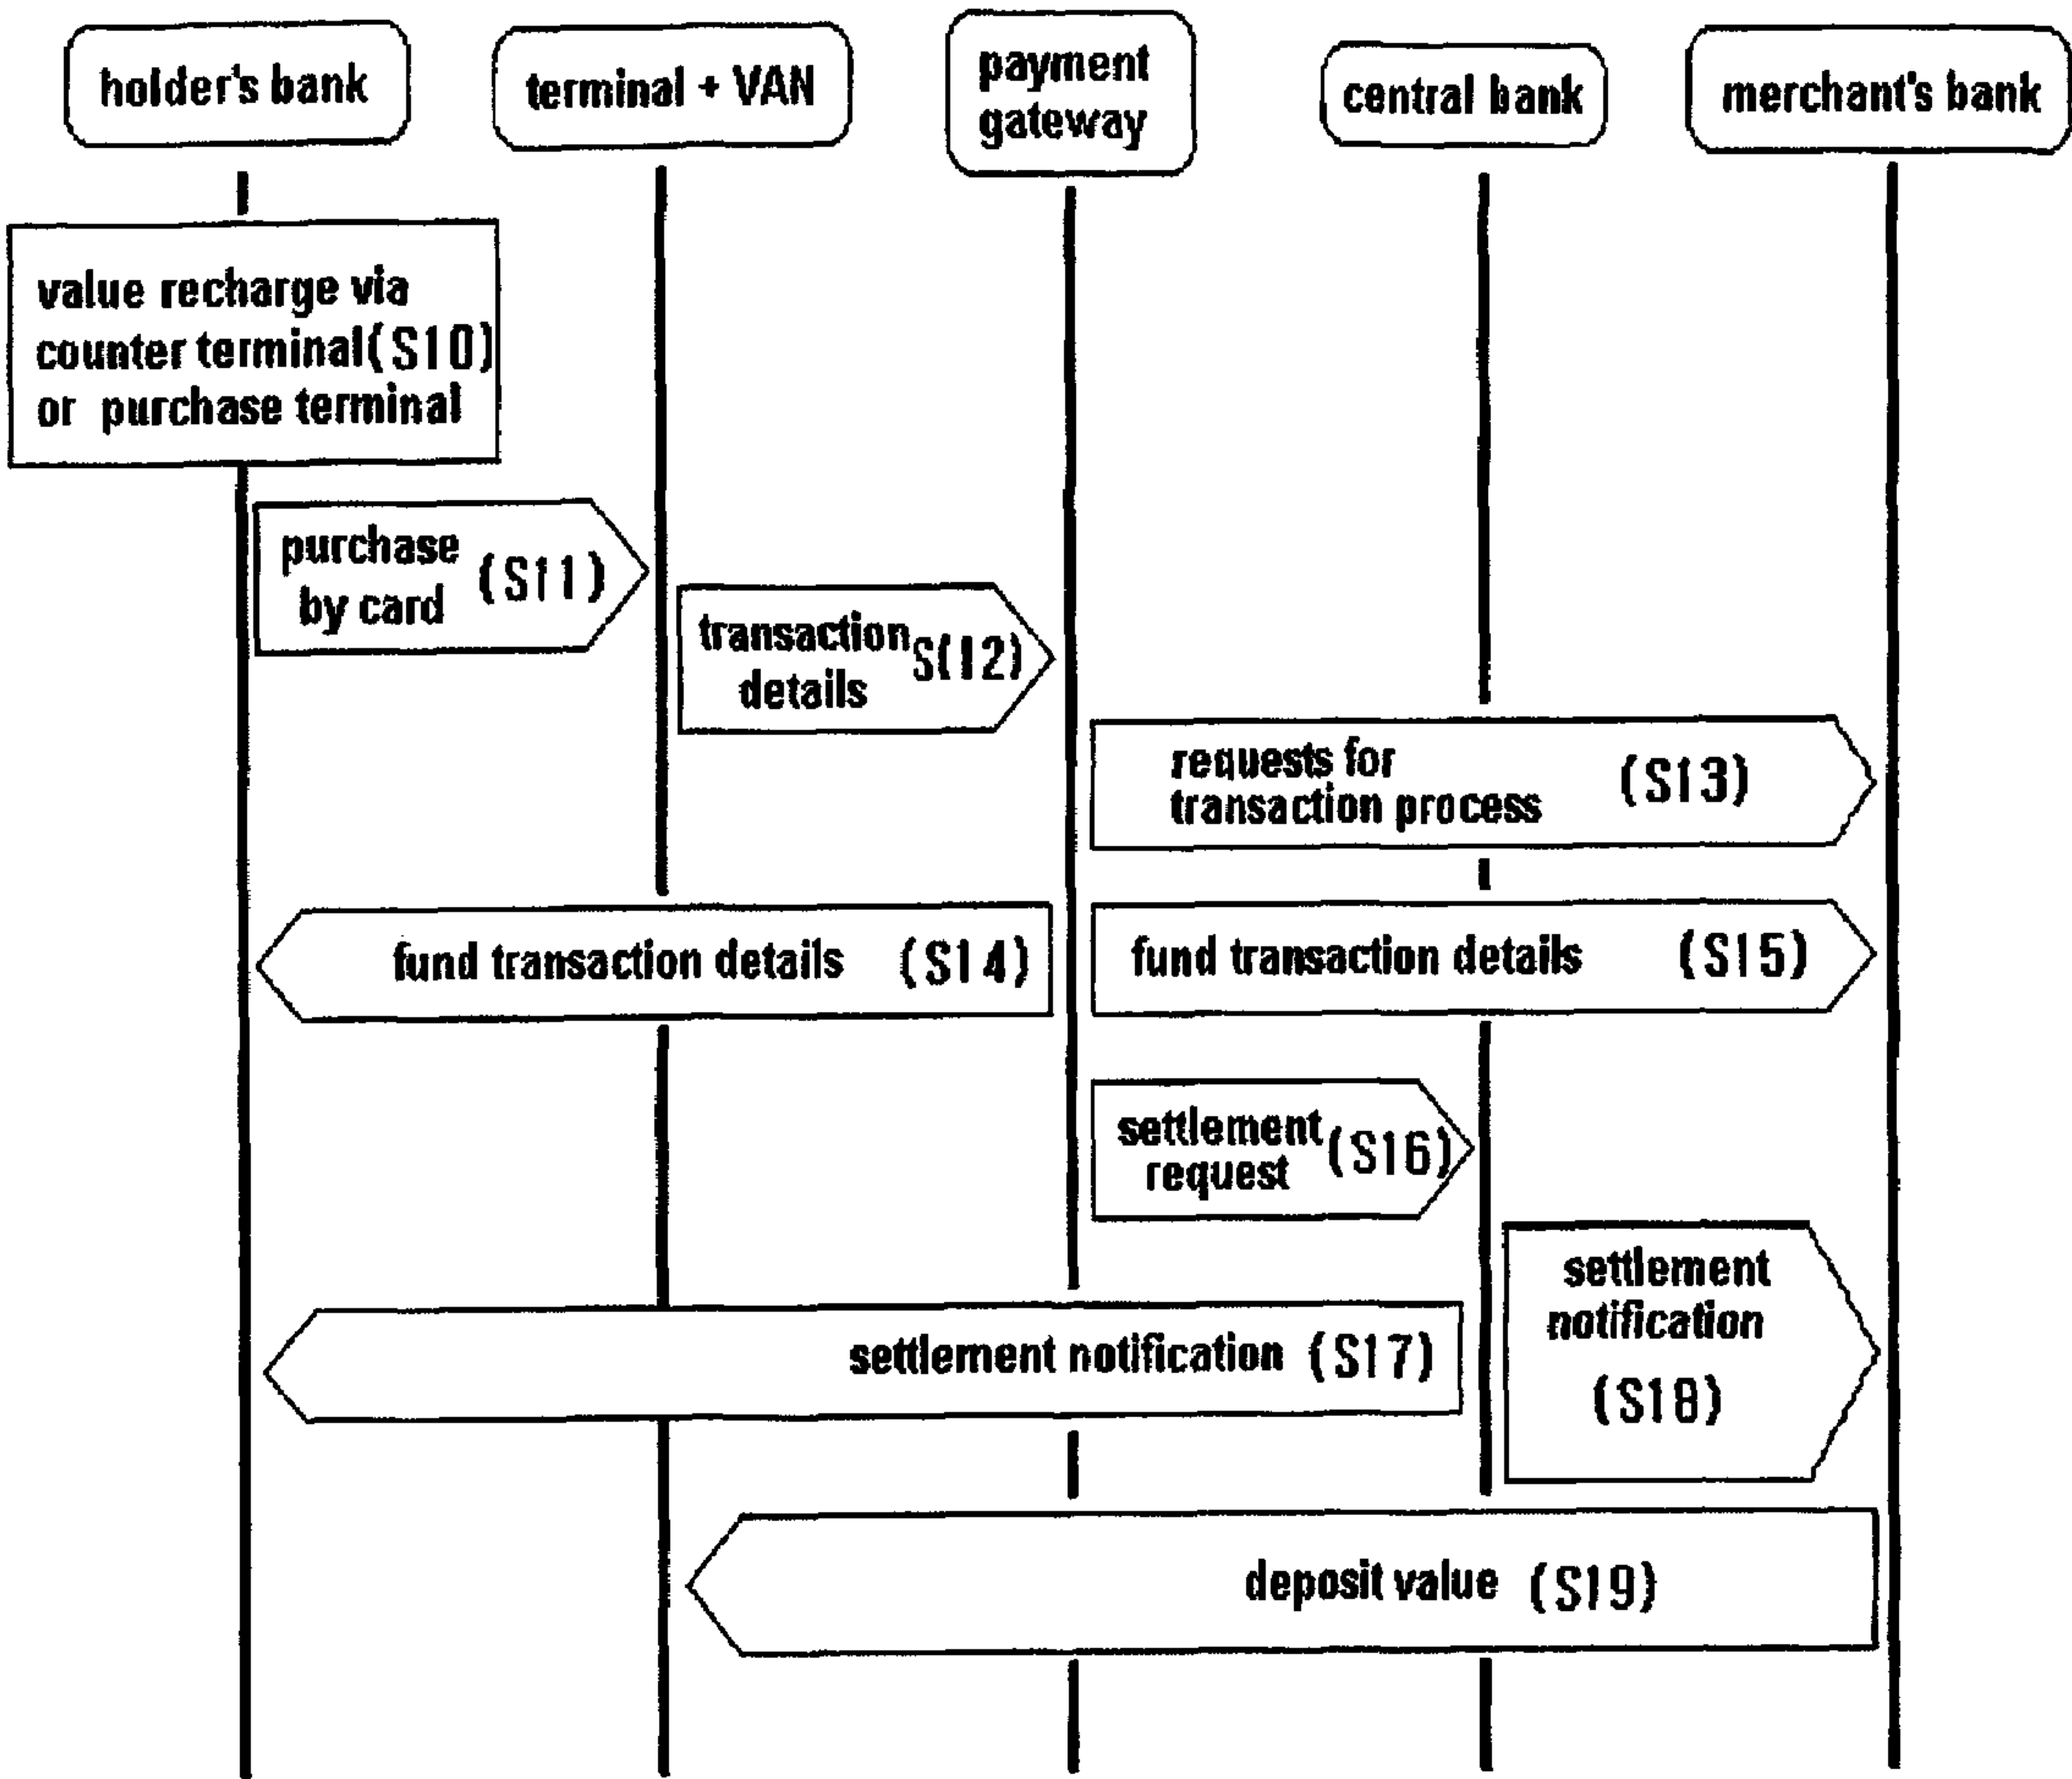 holder's bank
terminal + VAN
payment
gateway
central bank
merchant's bank
value recharge via
counter terminal(S10)
or purchase terminal
purchase
by card
(S11)
transaction
details
S(12)
requests for
transaction process
(S13)
fund transaction details (S14)
fund transaction details (S15)
settlement
request
(S16)
settlement
notification
(S18)
settlement notification (S17)
deposit value (S19)